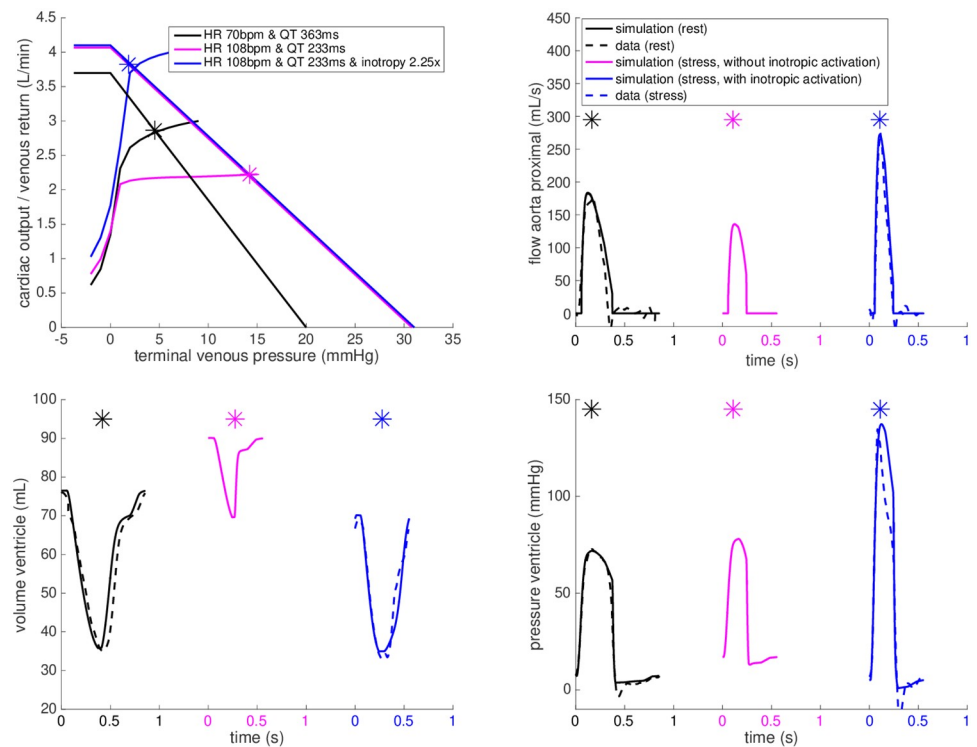 cardiac output / venous return (L/min)
4.5
4
3.5
3
2.5
2
1.5
1
0.5
0
-5 0 5 10 15 20 25 30 35
terminal venous pressure (mmHg)
HR 70bpm & QT 363ms
HR 108bpm & QT 233ms
HR 108bpm & QT 233ms & inotropy 2.25x
flow aorta proximal (mL/s)
450
400
350
300
250
200
150
100
50
0
0 0.5 0 0.5 1 0 0.5 1
time (s)
simulation (rest)
data (rest)
simulation (stress, without inotropic activation)
simulation (stress, with inotropic activation)
data (stress)
volume ventricle (mL)
100
90
80
70
60
50
40
30
20
0 0.5 0 0.5 1 0 0.5 1
time (s)
pressure ventricle (mmHg)
150
100
50
0
0 0.5 0 0.5 1 0 0.5 1
time (s)